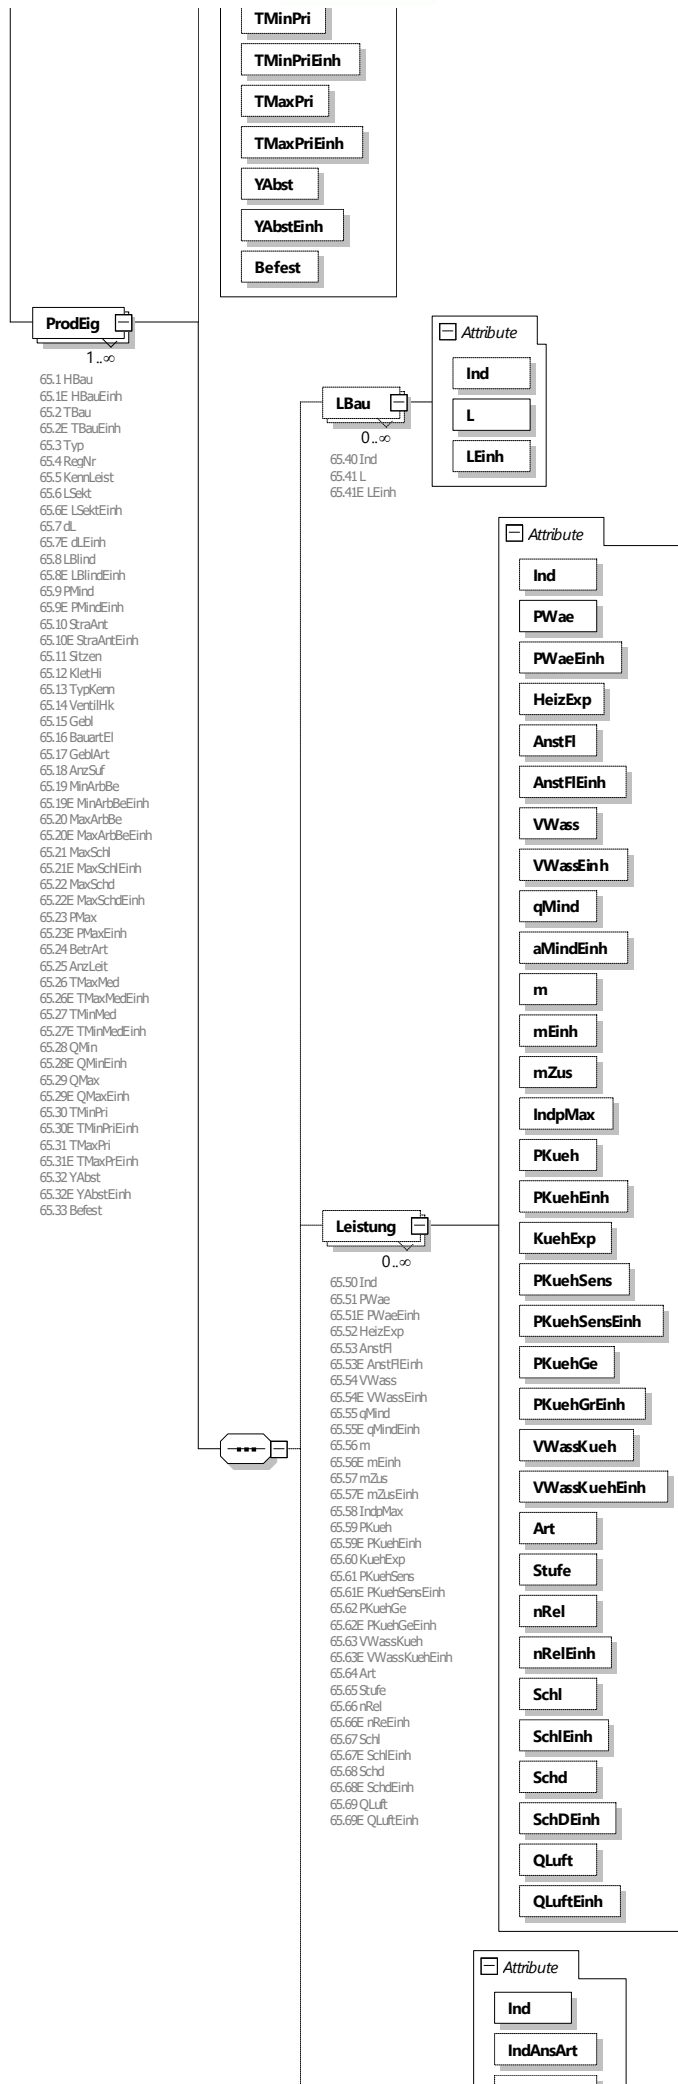 TMinPri
TMinPriEinh
TMaxPri
TMaxPriEinh
YAbst
YAbstEinh
Befest
ProdEig
1..∞
65.1 HBau
65.1E HBauEinh
65.2 TBau
65.2E TBauEinh
65.3 Typ
65.4 RegNr
65.5 KennLeist
65.6 LSekt
65.6E LSektEinh
65.7 dL
65.7E dLEinh
65.8 LBlind
65.8E LBlindEinh
65.9 PMind
65.9E PMindEinh
65.10 StraAnt
65.10E StraAntEinh
65.11 Sitzen
65.12 KletHi
65.13 TypKenn
65.14 VentilHk
65.15 Gebl
65.16 BauartEl
65.17 GeblArt
65.18 AnzSuf
65.19 MinArbBe
65.19E MinArbBeEinh
65.20 MaxArbBe
65.20E MaxArbBeEinh
65.21 MaxSchl
65.21E MaxSchlEinh
65.22 MaxSchd
65.22E MaxSchdEinh
65.23 PMax
65.23E PMaxEinh
65.24 BetrArt
65.25 AnzLeit
65.26 TMaxMed
65.26E TMaxMedEinh
65.27 TMinMed
65.27E TMinMedEinh
65.28 QMin
65.28E QMinEinh
65.29 QMax
65.29E QMaxEinh
65.30 TMinPri
65.30E TMinPriEinh
65.31 TMaxPri
65.31E TMaxPrEinh
65.32 YAbst
65.32E YAbstEinh
65.33 Befest
LBau
0..∞
65.40 Ind
65.41 L
65.41E LEinh
Attribute
Ind
L
LEinh
Leistung
0..∞
65.50 Ind
65.51 PWae
65.51E PWaeEinh
65.52 HeizExp
65.53 AnstFl
65.53E AnstFlEinh
65.54 VWass
65.54E VWassEinh
65.55 qMind
65.55E qMindEinh
65.56 m
65.56E mEinh
65.57 mZus
65.57E mZusEinh
65.58 IndpMax
65.59 PKueh
65.59E PKuehEinh
65.60 KuehExp
65.61 PKuehSens
65.61E PKuehSensEinh
65.62 PKuehGe
65.62E PKuehGeEinh
65.63 VWassKueh
65.63E VWassKuehEinh
65.64 Art
65.65 Stufe
65.66 nRel
65.66E nReEinh
65.67 Schl
65.67E SchlEinh
65.68 Schd
65.68E SchdEinh
65.69 QLuft
65.69E QLuftEinh
Attribute
Ind
PWae
PWaeEinh
HeizExp
AnstFl
AnstFlEinh
VWass
VWassEinh
qMind
aMindEinh
m
mEinh
mZus
IndpMax
PKueh
PKuehEinh
KuehExp
PKuehSens
PKuehSensEinh
PKuehGe
PKuehGrEinh
VWassKueh
VWassKuehEinh
Art
Stufe
nRel
nRelEinh
Schl
SchlEinh
Schd
SchDEinh
QLuft
QLuftEinh
Attribute
Ind
IndAnsArt